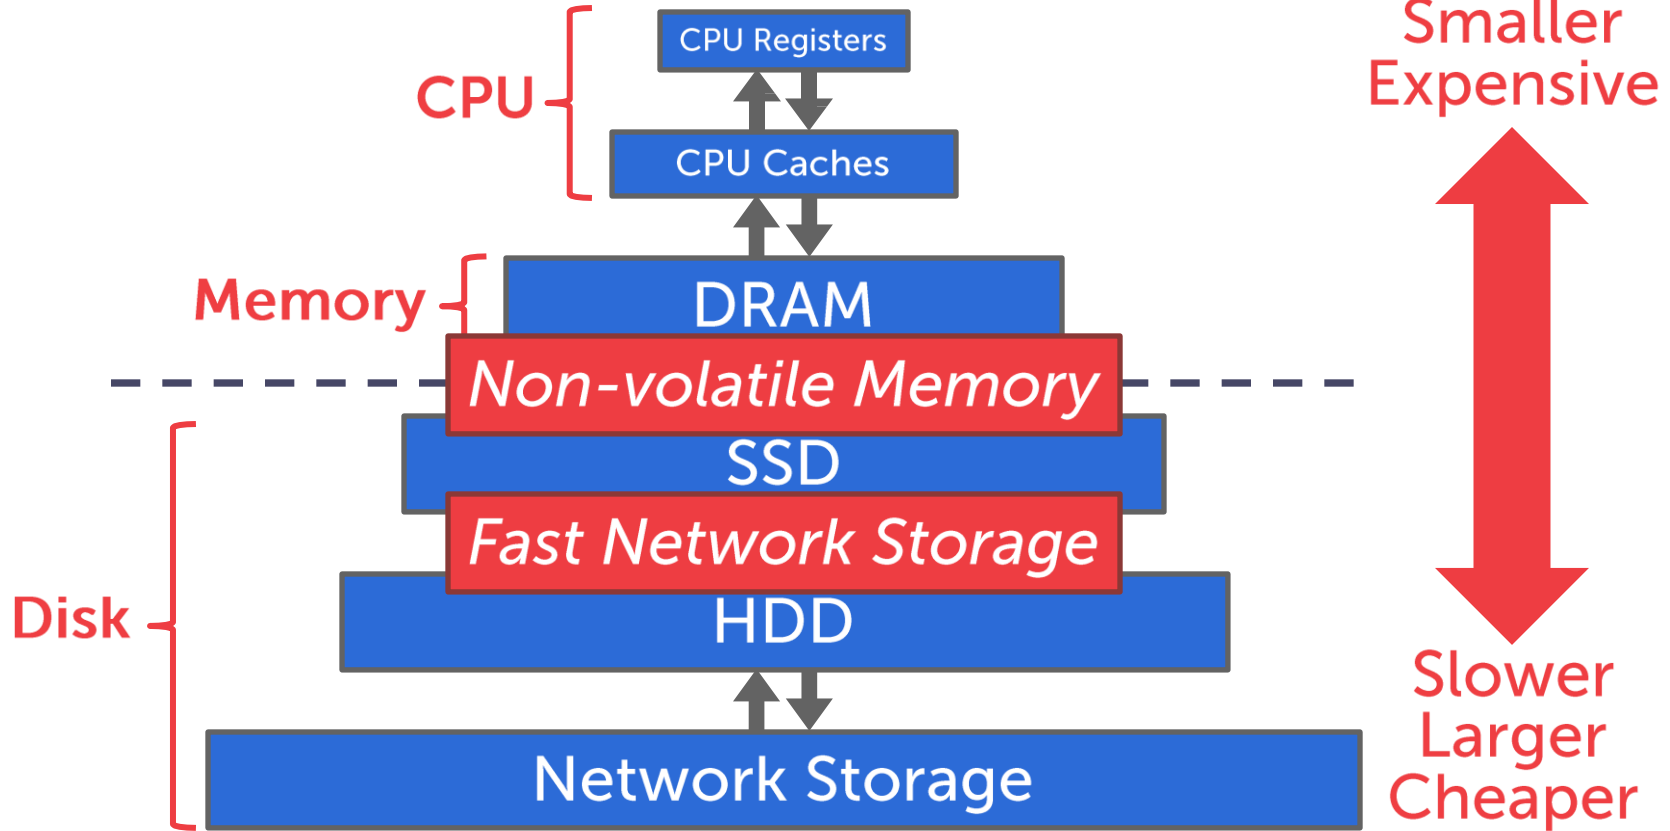 CPU Registers
CPU
CPU Caches
Memory
DRAM
Non-volatile Memory
SSD
Fast Network Storage
Disk
HDD
Network Storage
Smaller
Expensive
Slower
Larger
Cheaper